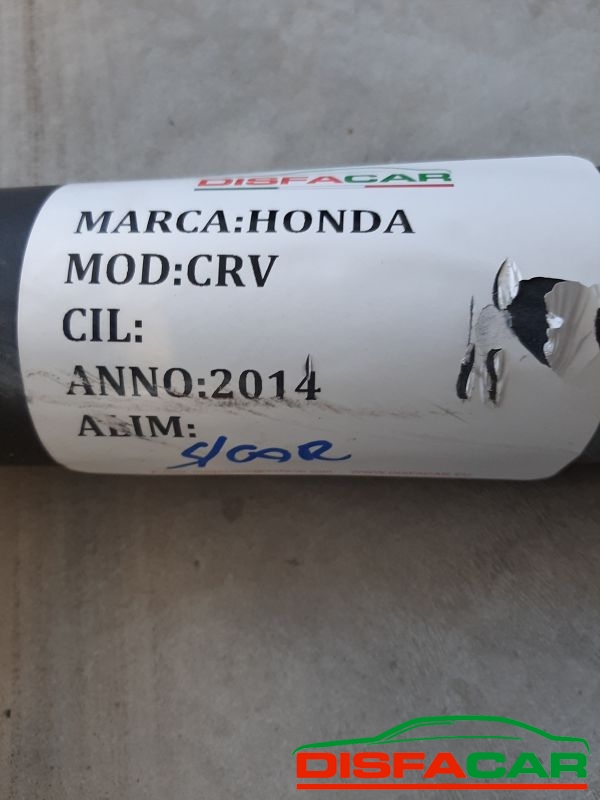 DISFACAR
MARCA:HONDA
MOD:CRV
CIL:
ANNO:2014
ALIM:
DISFACAR